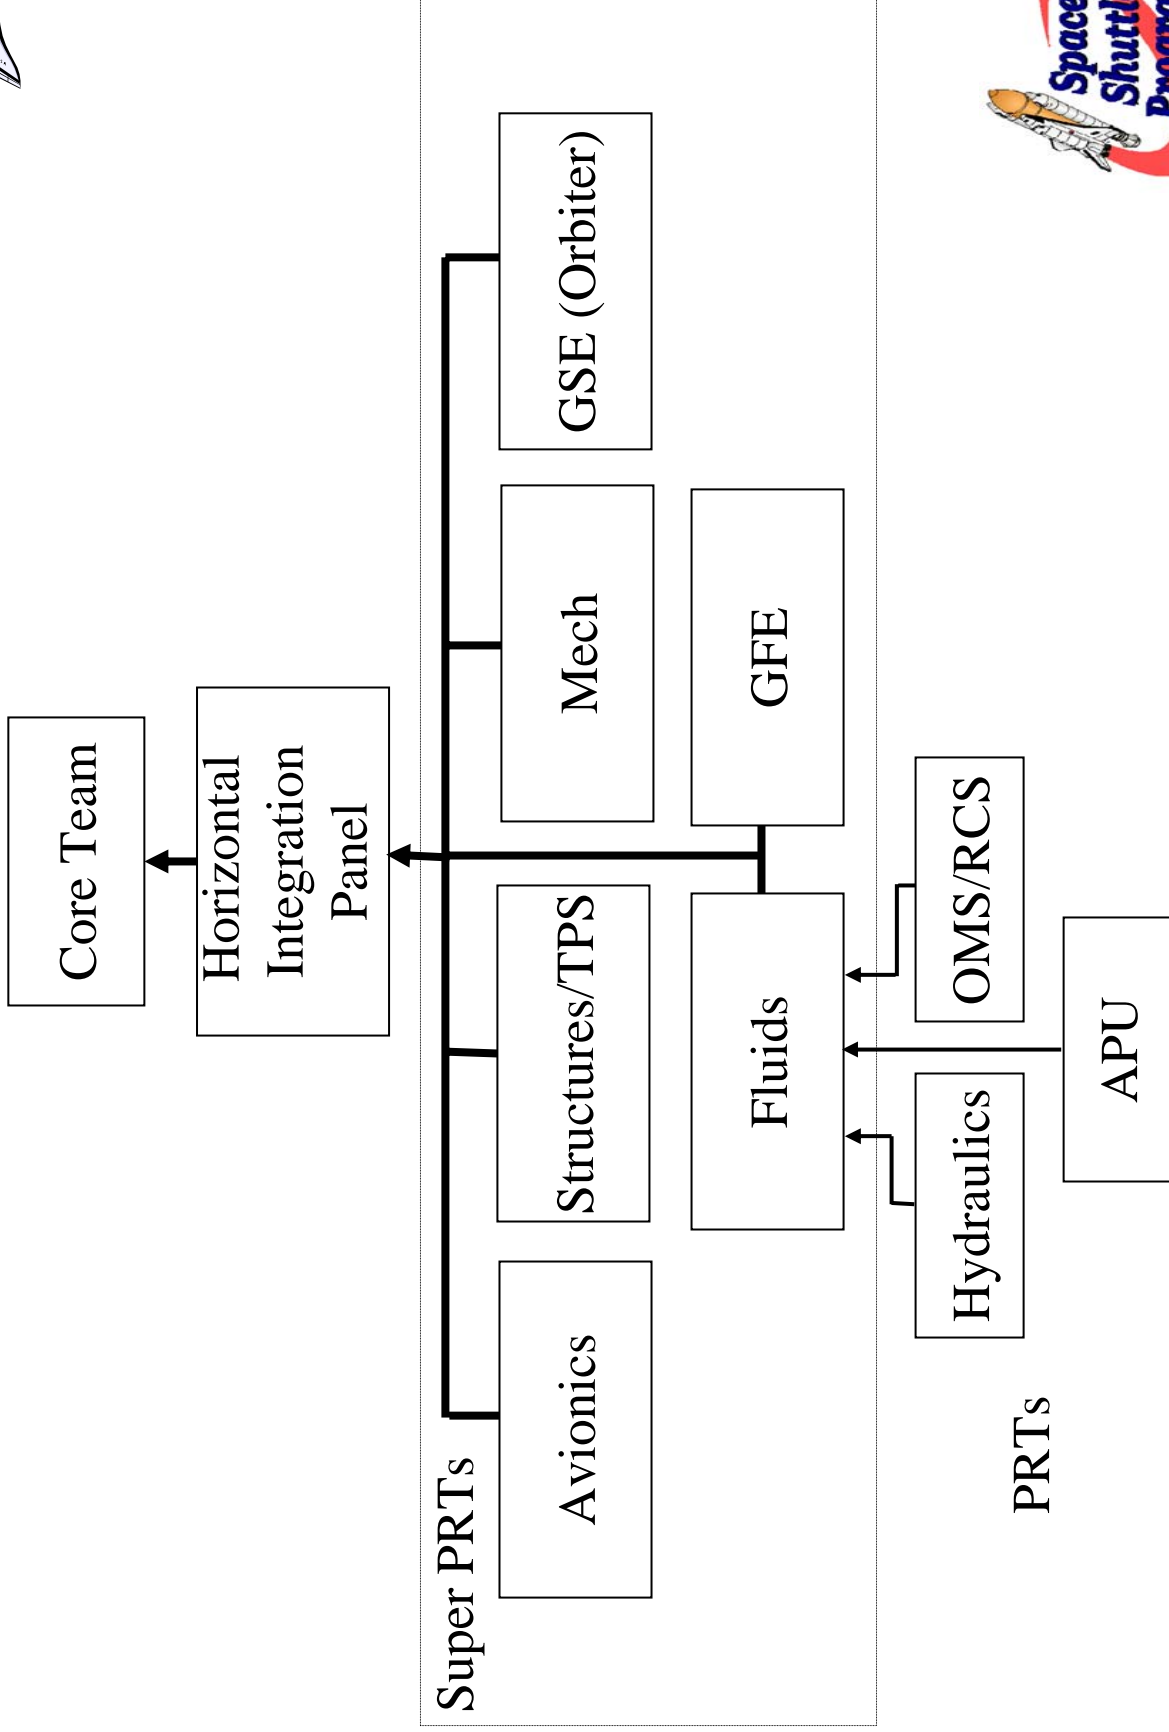 Core Team
Horizontal
Integration
Panel
Super PRTs
Avionics
Structures/TPS
Mech
GSE (Orbiter)
Fluids
GFE
Hydraulics
OMS/RCS
APU
PRTs
Space